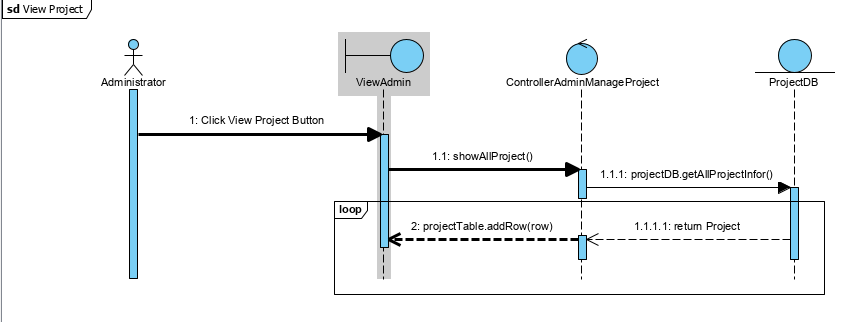 sd View Project
Administrator
ViewAdmin
ControllerAdminManageProject
ProjectDB
1: Click View Project Button
1.1: showAllProject()
1.1.1: projectDB.getAllProjectInfor()
loop
2: projectTable.addRow(row)
1.1.1.1: return Project